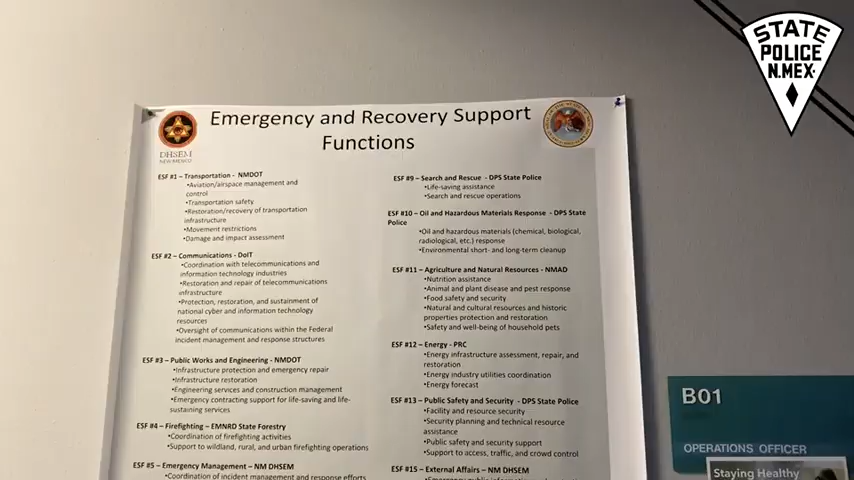 Emergency and Recovery Support
Functions
DHSEM
NEW MEXICO
ESF #1 – Transportation - NMDOT
•Aviation/airspace management and
control
•Transportation safety
•Restoration/recovery of transportation
infrastructure
•Movement restrictions
•Damage and impact assessment
ESF #2 – Communications - DoIT
•Coordination with telecommunications and
information technology industries
•Restoration and repair of telecommunications
infrastructure
•Protection, restoration, and sustainment of
national cyber and information technology
resources
•Oversight of communications within the Federal
incident management and response structures
ESF #3 – Public Works and Engineering - NMDOT
•Infrastructure protection and emergency repair
•Infrastructure restoration
•Engineering services and construction management
•Emergency contracting support for life-saving and life-
sustaining services
ESF #4 – Firefighting – EMNRD State Forestry
•Coordination of firefighting activities
•Support to wildland, rural, and urban firefighting operations
ESF #5 – Emergency Management – NM DHSEM
•Coordination of incident management and response efforts
ESF #9 – Search and Rescue - DPS State Police
•Life-saving assistance
•Search and rescue operations
ESF #10 – Oil and Hazardous Materials Response - DPS State
Police
•Oil and hazardous materials (chemical, biological,
radiological, etc.) response
•Environmental short- and long-term cleanup
ESF #11 – Agriculture and Natural Resources - NMAD
•Nutrition assistance
•Animal and plant disease and pest response
•Food safety and security
•Natural and cultural resources and historic
properties protection and restoration
•Safety and well-being of household pets
ESF #12 – Energy - PRC
•Energy infrastructure assessment, repair, and
restoration
•Energy industry utilities coordination
•Energy forecast
ESF #13 – Public Safety and Security - DPS State Police
•Facility and resource security
•Security planning and technical resource
assistance
•Public safety and security support
•Support to access, traffic, and crowd control
ESF #15 – External Affairs – NM DHSEM
STATE
POLICE
N.MEX.
B01
OPERATIONS OFFICER
Staying Healthy